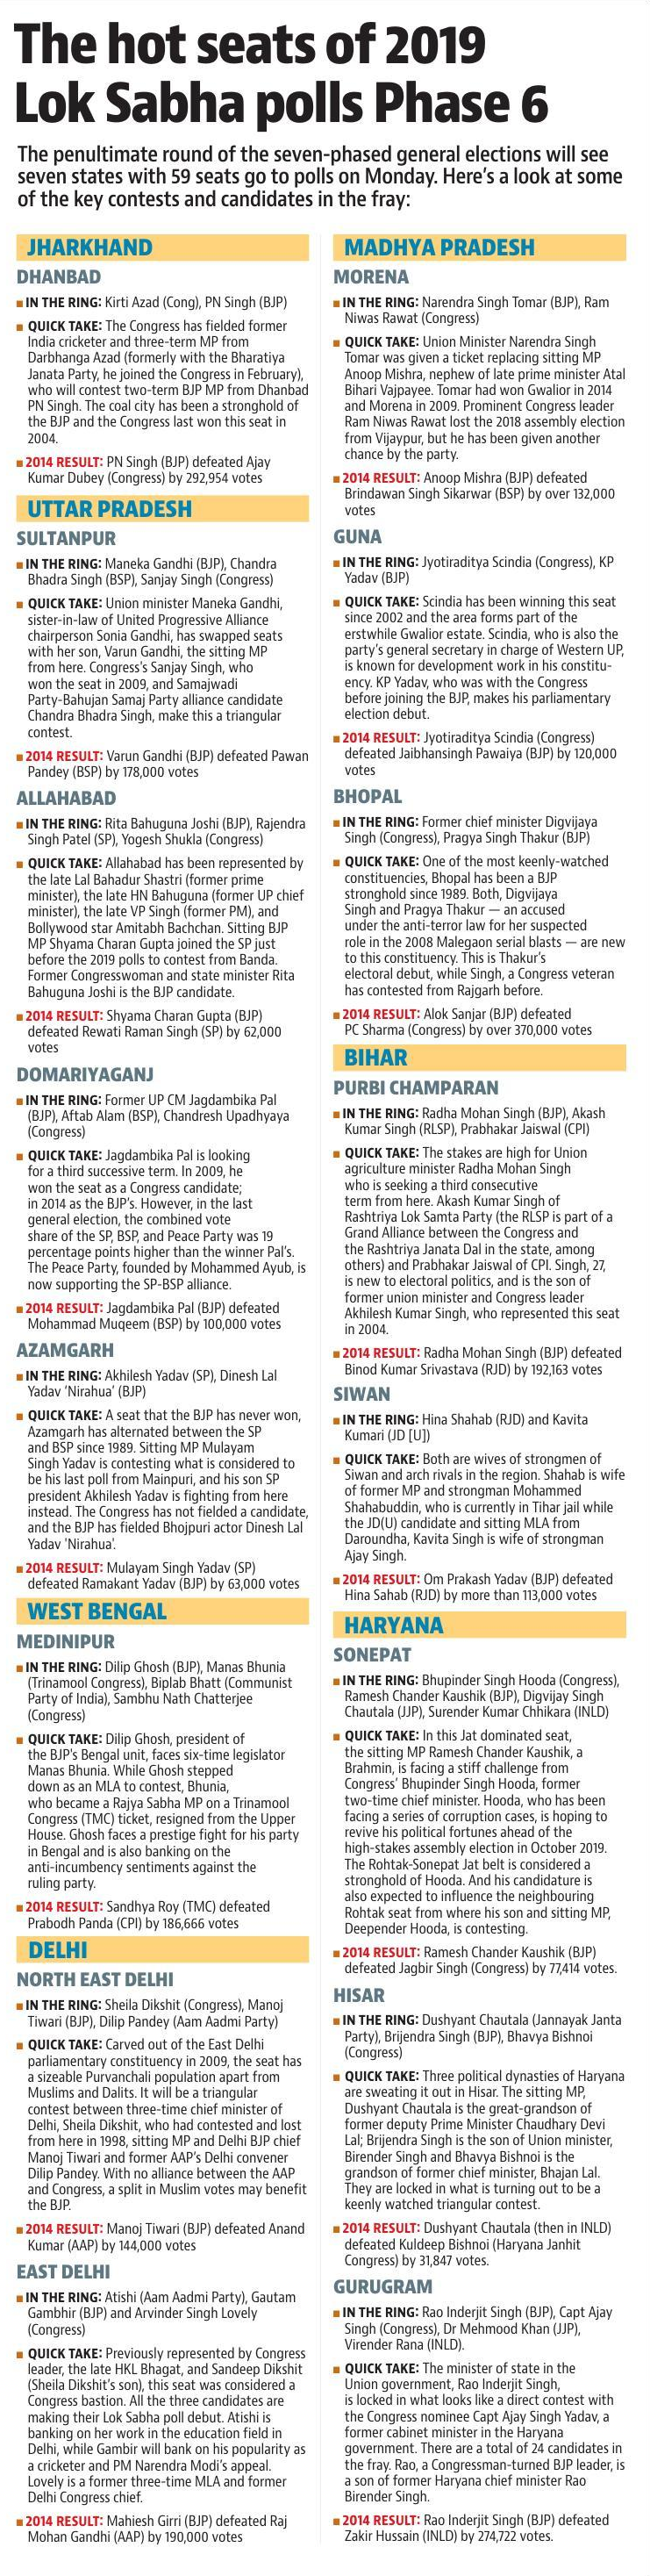 The hot seats of 2019
Lok Sabha polls Phase 6
The penultimate round of the seven-phased general elections will see
seven states with 59 seats go to polls on Monday. Here's a look at some
of the key contests and candidates in the fray:
JHARKHAND
DHANBAD
IN THE RING: Kirti Azad (Cong), PN Singh (BJP)
QUICK TAKE: The Congress has fielded former
India cricketer and three-term MP from
Darbhanga Azad (formerly with the Bharatiya
Janata Party, he joined the Congress in February),
who will contest two-term BJP MP from Dhanbad
PN Singh. The coal city has been a stronghold of
the BJP and the Congress last won this seat in
2004.
2014 RESULT: PN Singh (BJP) defeated Ajay
Kumar Dubey (Congress) by 292,954 votes
UTTAR PRADESH
SULTANPUR
IN THE RING: Maneka Gandhi (BJP), Chandra
Bhadra Singh (BSP), Sanjay Singh (Congress)
QUICK TAKE: Union minister Maneka Gandhi,
sister-in-law of United Progressive Alliance
chairperson Sonia Gandhi, has swapped seats
with her son, Varun Gandhi, the sitting MP
from here. Congress's Sanjay Singh, who
won the seat in 2009, and Samajwadi
Party-Bahujan Samaj Party alliance candidate
Chandra Bhadra Singh, make this a triangular
contest.
2014 RESULT: Varun Gandhi (BJP) defeated Pawan
Pandey (BSP) by 178,000 votes
ALLAHABAD
IN THE RING: Rita Bahuguna Joshi (BJP), Rajendra
Singh Patel (SP), Yogesh Shukla (Congress)
QUICK TAKE: Allahabad has been represented by
the late Lal Bahadur Shastri (former prime
minister), the late HN Bahuguna (former UP chief
minister), the late VP Singh (former PM), and
Bollywood star Amitabh Bachchan. Sitting BJP
MP Shyama Charan Gupta joined the SP just
before the 2019 polls to contest from Banda.
Former Congresswoman and state minister Rita
Bahuguna Joshi is the BJP candidate.
2014 RESULT: Shyama Charan Gupta (BJP)
defeated Rewati Raman Singh (SP) by 62,000
votes
DOMARIYAGANJ
IN THE RING: Former UP CM Jagdambika Pal
(BJP), Aftab Alam (BSP), Chandresh Upadhyaya
(Congress)
QUICK TAKE: Jagdambika Pal is looking
for a third successive term. In 2009, he
won the seat as a Congress candidate;
in 2014 as the BJP's. However, in the last
general election, the combined vote
share of the SP, BSP, and Peace Party was 19
percentage points higher than the winner Pal's.
The Peace Party, founded by Mohammed Ayub, is
now supporting the SP-BSP alliance.
2014 RESULT: Jagdambika Pal (BJP) defeated
Mohammad Muqeem (BSP) by 100,000 votes
AZAMGARH
IN THE RING: Akhilesh Yadav (SP), Dinesh Lal
Yadav 'Nirahua' (BJP)
QUICK TAKE: A seat that the BJP has never won,
Azamgarh has alternated between the SP
and BSP since 1989. Sitting MP Mulayam
Singh Yadav is contesting what is considered to
be his last poll from Mainpuri, and his son SP
president Akhilesh Yadav is fighting from here
instead. The Congress has not fielded a candidate,
and the BJP has fielded Bhojpuri actor Dinesh Lal
Yadav 'Nirahua'.
2014 RESULT: Mulayam Singh Yadav (SP)
defeated Ramakant Yadav (BJP) by 63,000 votes
WEST BENGAL
MEDINIPUR
IN THE RING: Dilip Ghosh (BJP), Manas Bhunia
(Trinamool Congress), Biplab Bhatt (Communist
Party of India), Sambhu Nath Chatterjee
(Congress)
QUICK TAKE: Dilip Ghosh, president of
the BJP's Bengal unit, faces six-time legislator
Manas Bhunia. While Ghosh stepped
down as an MLA to contest, Bhunia,
who became a Rajya Sabha MP on a Trinamool
Congress (TMC) ticket, resigned from the Upper
House. Ghosh faces a prestige fight for his party
in Bengal and is also banking on the
anti-incumbency sentiments against the
ruling party.
2014 RESULT: Sandhya Roy (TMC) defeated
Prabodh Panda (CPI) by 186,666 votes
DELHI
NORTH EAST DELHI
IN THE RING: Sheila Dikshit (Congress), Manoj
Tiwari (BJP), Dilip Pandey (Aam Aadmi Party)
QUICK TAKE: Carved out of the East Delhi
parliamentary constituency in 2009, the seat has
a sizeable Purvanchali population apart from
Muslims and Dalits. It will be a triangular
contest between three-time chief minister of
Delhi, Sheila Dikshit, who had contested and lost
from here in 1998, sitting MP and Delhi BJP chief
Manoj Tiwari and former AAP's Delhi convener
Dilip Pandey. With no alliance between the AAP
and Congress, a split in Muslim votes may benefit
the BJP.
2014 RESULT: Manoj Tiwari (BJP) defeated Anand
Kumar (AAP) by 144,000 votes
EAST DELHI
IN THE RING: Atishi (Aam Aadmi Party), Gautam
Gambhir (BJP) and Arvinder Singh Lovely
(Congress)
QUICK TAKE: Previously represented by Congress
leader, the late HKL Bhagat, and Sandeep Dikshit
(Sheila Dikshit's son), this seat was considered a
Congress bastion. All the three candidates are
making their Lok Sabha poll debut. Atishi is
banking on her work in the education field in
Delhi, while Gambir will bank on his popularity as
a cricketer and PM Narendra Modi's appeal.
Lovely is a former three-time MLA and former
Delhi Congress chief.
2014 RESULT: Mahiesh Girri (BJP) defeated Raj
Mohan Gandhi (AAP) by 190,000 votes
MADHYA PRADESH
MORENA
IN THE RING: Narendra Singh Tomar (BJP), Ram
Niwas Rawat (Congress)
QUICK TAKE: Union Minister Narendra Singh
Tomar was given a ticket replacing sitting MP
Anoop Mishra, nephew of late prime minister Atal
Bihari Vajpayee. Tomar had won Gwalior in 2014
and Morena in 2009. Prominent Congress leader
Ram Niwas Rawat lost the 2018 assembly election
from Vijaypur, but he has been given another
chance by the party.
2014 RESULT: Anoop Mishra (BJP) defeated
Brindawan Singh Sikarwar (BSP) by over 132,000
votes
GUNA
IN THE RING: Jyotiraditya Scindia (Congress), KP
Yadav (BJP)
QUICK TAKE: Scindia has been winning this seat
since 2002 and the area forms part of the
erstwhile Gwalior estate. Scindia, who is also the
party's general secretary in charge of Western UP,
is known for development work in his constitu-
ency. KP Yadav, who was with the Congress
before joining the BJP, makes his parliamentary
election debut.
2014 RESULT: Jyotiraditya Scindia (Congress)
defeated Jaibhansingh Pawaiya (BJP) by 120,000
votes
BHOPAL
IN THE RING: Former chief minister Digvijaya
Singh (Congress), Pragya Singh Thakur (BJP)
QUICK TAKE: One of the most keenly-watched
constituencies, Bhopal has been a BJP
stronghold since 1989. Both, Digvijaya
Singh and Pragya Thakur — an accused
under the anti-terror law for her suspected
role in the 2008 Malegaon serial blasts — are new
to this constituency. This is Thakur's
electoral debut, while Singh, a Congress veteran
has contested from Rajgarh before.
2014 RESULT: Alok Sanjar (BJP) defeated
PC Sharma (Congress) by over 370,000 votes
BIHAR
PURBI CHAMPARAN
IN THE RING: Radha Mohan Singh (BJP), Akash
Kumar Singh (RLSP), Prabhakar Jaiswal (CPI)
QUICK TAKE: The stakes are high for Union
agriculture minister Radha Mohan Singh
who is seeking a third consecutive
term from here. Akash Kumar Singh of
Rashtriya Lok Samta Party (the RLSP is part of a
Grand Alliance between the Congress and
the Rashtriya Janata Dal in the state, among
others) and Prabhakar Jaiswal of CPI. Singh, 27,
is new to electoral politics, and is the son of
former union minister and Congress leader
Akhilesh Kumar Singh, who represented this seat
in 2004.
2014 RESULT: Radha Mohan Singh (BJP) defeated
Binod Kumar Srivastava (RJD) by 192,163 votes
SIWAN
IN THE RING: Hina Shahab (RJD) and Kavita
Kumari (JD [U])
QUICK TAKE: Both are wives of strongmen of
Siwan and arch rivals in the region. Shahab is wife
of former MP and strongman Mohammed
Shahabuddin, who is currently in Tihar jail while
the JD(U) candidate and sitting MLA from
Daroundha, Kavita Singh is wife of strongman
Ajay Singh.
2014 RESULT: Om Prakash Yadav (BJP) defeated
Hina Sahab (RJD) by more than 113,000 votes
HARYANA
SONEPAT
IN THE RING: Bhupinder Singh Hooda (Congress),
Ramesh Chander Kaushik (BJP), Digvijay Singh
Chautala (JJP), Surender Kumar Chhikara (INLD)
QUICK TAKE: In this Jat dominated seat,
the sitting MP Ramesh Chander Kaushik, a
Brahmin, is facing a stiff challenge from
Congress' Bhupinder Singh Hooda, former
two-time chief minister. Hooda, who has been
facing a series of corruption cases, is hoping to
revive his political fortunes ahead of the
high-stakes assembly election in October 2019.
The Rohtak-Sonepat Jat belt is considered a
stronghold of Hooda. And his candidature is
also expected to influence the neighbouring
Rohtak seat from where his son and sitting MP,
Deepender Hooda, is contesting.
2014 RESULT: Ramesh Chander Kaushik (BJP)
defeated Jagbir Singh (Congress) by 77,414 votes.
HISAR
IN THE RING: Dushyant Chautala (Jannayak Janta
Party), Brijendra Singh (BJP), Bhavya Bishnoi
(Congress)
QUICK TAKE: Three political dynasties of Haryana
are sweating it out in Hisar. The sitting MP,
Dushyant Chautala is the great-grandson of
former deputy Prime Minister Chaudhary Devi
Lal; Brijendra Singh is the son of Union minister,
Birender Singh and Bhavya Bishnoi is the
grandson of former chief minister, Bhajan Lal.
They are locked in what is turning out to be a
keenly watched triangular contest.
2014 RESULT: Dushyant Chautala (then in INLD)
defeated Kuldeep Bishnoi (Haryana Janhit
Congress) by 31,847 votes.
GURUGRAM
IN THE RING: Rao Inderjit Singh (BJP), Capt Ajay
Singh (Congress), Dr Mehmood Khan (JJP),
Virender Rana (INLD).
QUICK TAKE: The minister of state in the
Union government, Rao Inderjit Singh,
is locked in what looks like a direct contest with
the Congress nominee Capt Ajay Singh Yadav, a
former cabinet minister in the Haryana
government. There are a total of 24 candidates in
the fray. Rao, a Congressman-turned BJP leader, is
a son of former Haryana chief minister Rao
Birender Singh.
2014 RESULT: Rao Inderjit Singh (BJP) defeated
Zakir Hussain (INLD) by 274,722 votes.